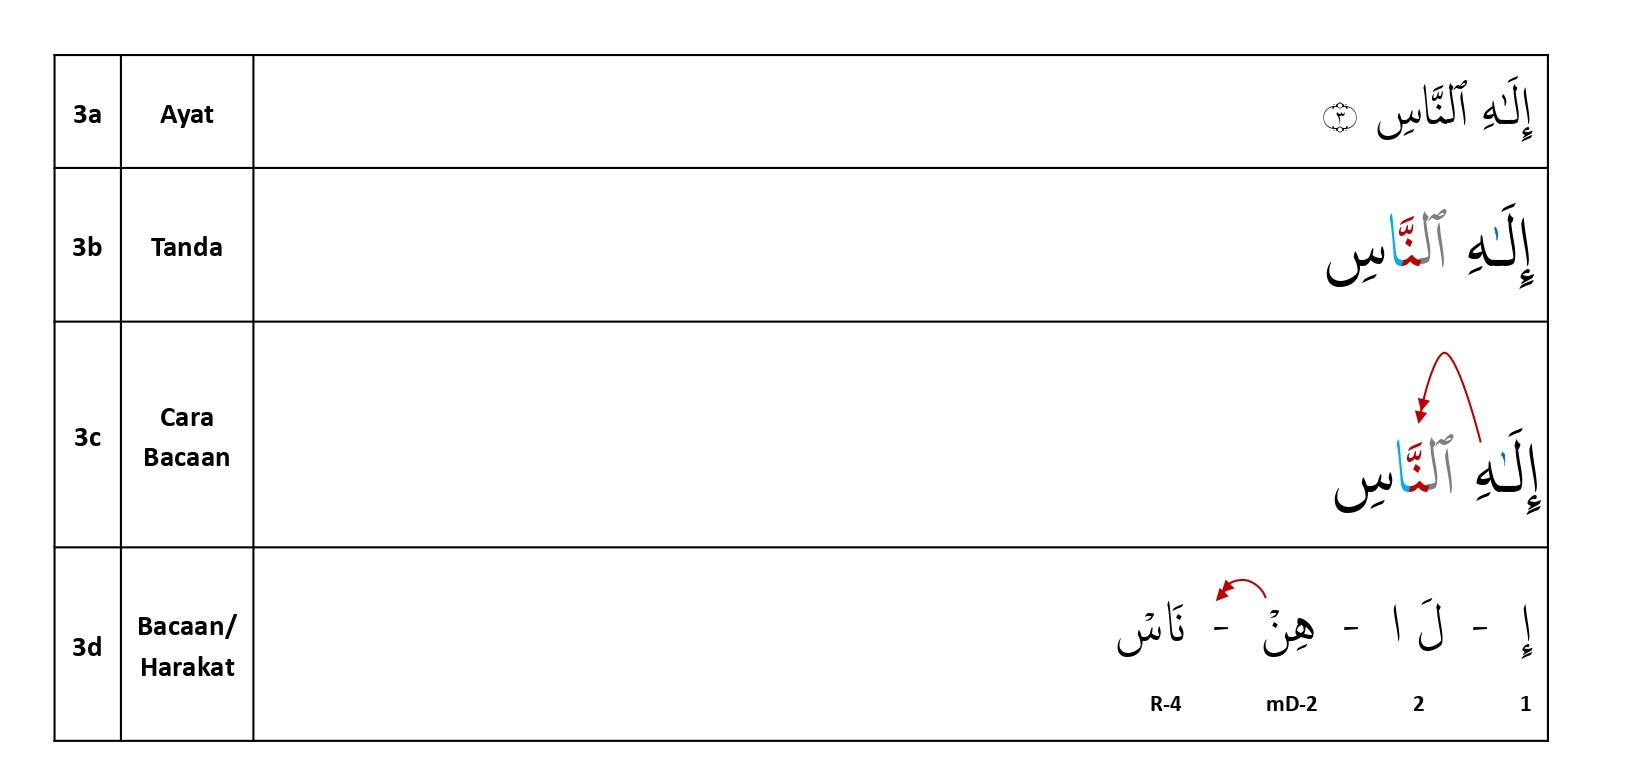 3a Ayat إِلَـٰهِ ٱلنَّاسِ ٣
3b Tanda إِلَـٰهِ ٱلنَّاسِ
3c Cara Bacaan إِلَـٰهِ ٱلنَّاسِ
3d Bacaan/ Harakat إِ - لَ ا - هِنْ - نَاسْ
1 2 mD-2 R-4